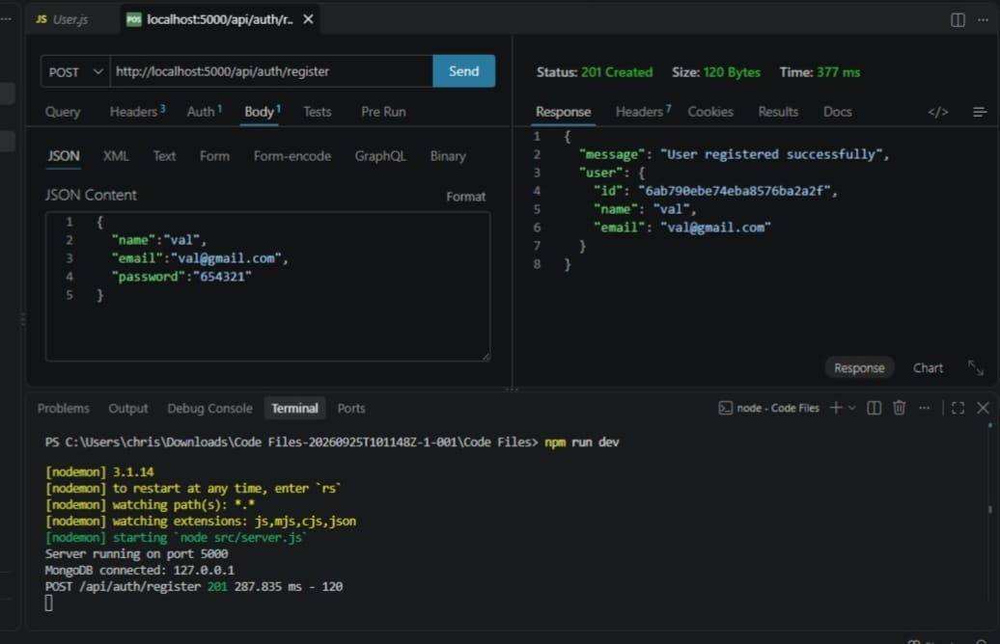 JS User.js
POS localhost:5000/api/auth/r..
POST http://localhost:5000/api/auth/register Send
Query Headers 3 Auth 1 Body 1 Tests Pre Run
JSON XML Text Form Form-encode GraphQL Binary
JSON Content Format
1 {
2 "name":"val",
3 "email":"val@gmail.com",
4 "password":"654321"
5 }
Status: 201 Created Size: 120 Bytes Time: 377 ms
Response Headers 7 Cookies Results Docs </>
1 {
2 "message": "User registered successfully",
3 "user": {
4 "id": "6ab790ebe74eba8576ba2a2f",
5 "name": "val",
6 "email": "val@gmail.com"
7 }
8 }
Response Chart
Problems Output Debug Console Terminal Ports node - Code Files
PS C:\Users\chris\Downloads\Code Files-20260925T101148Z-1-001\Code Files> npm run dev
[nodemon] 3.1.14
[nodemon] to restart at any time, enter `rs`
[nodemon] watching path(s): *.*
[nodemon] watching extensions: js,mjs,cjs,json
[nodemon] starting `node src/server.js`
Server running on port 5000
MongoDB connected: 127.0.0.1
POST /api/auth/register 201 287.835 ms - 120